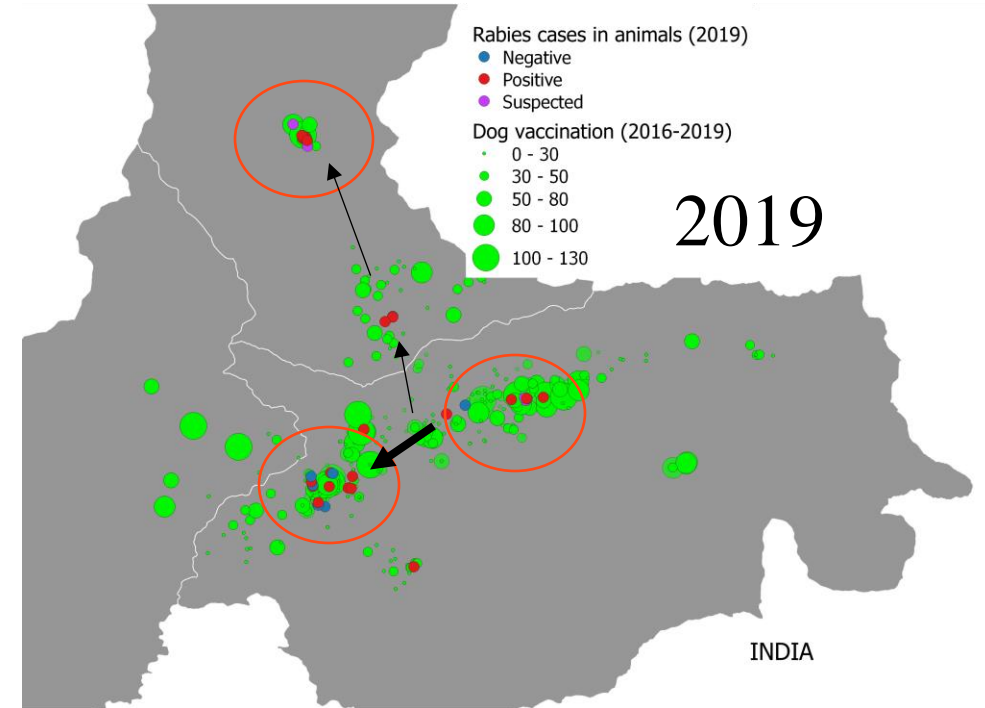 Rabies cases in animals (2019)
Negative
Positive
Suspected
Dog vaccination (2016-2019)
0 - 30
30 - 50
50 - 80
80 - 100
100 - 130
2019
INDIA